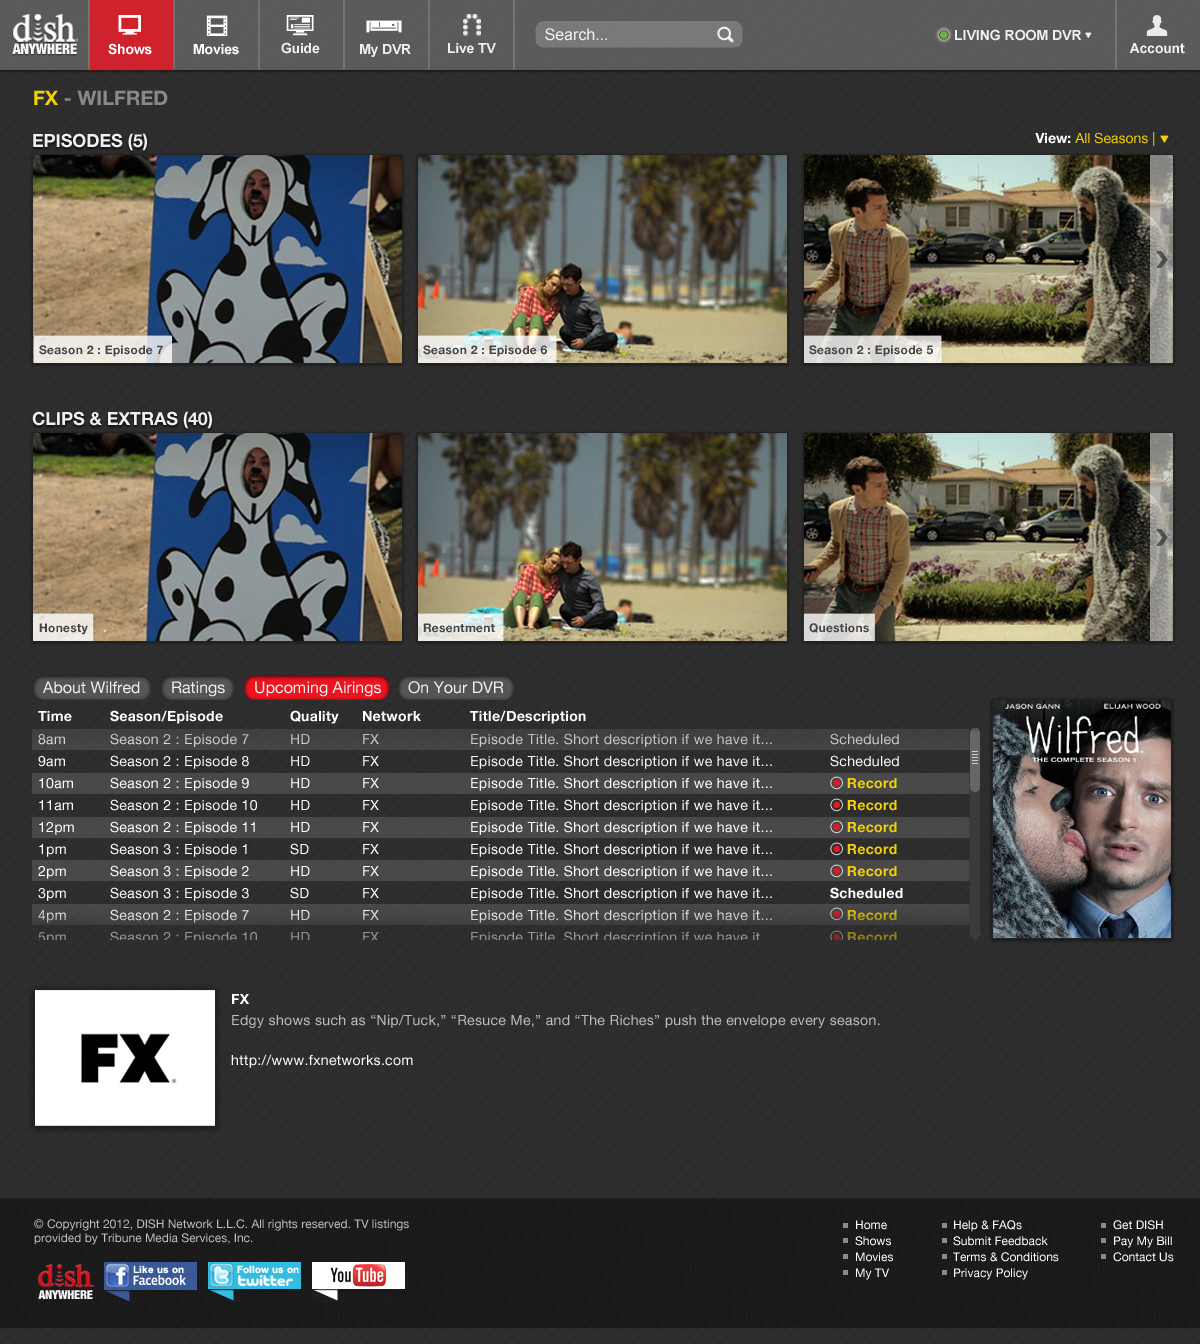 dish
ANYWHERE
Shows
Movies
Guide
My DVR
Live TV
Search...
LIVING ROOM DVR ▾
Account
FX - WILFRED
EPISODES (5)
View: All Seasons | ▼
Season 2 : Episode 7
Season 2 : Episode 6
Season 2 : Episode 5
CLIPS & EXTRAS (40)
Honesty
Resentment
Questions
About Wilfred
Ratings
Upcoming Airings
On Your DVR
Time Season/Episode Quality Network Title/Description
8am Season 2 : Episode 7 HD FX Episode Title. Short description if we have it... Scheduled
9am Season 2 : Episode 8 HD FX Episode Title. Short description if we have it... Scheduled
10am Season 2 : Episode 9 HD FX Episode Title. Short description if we have it... Record
11am Season 2 : Episode 10 HD FX Episode Title. Short description if we have it... Record
12pm Season 2 : Episode 11 HD FX Episode Title. Short description if we have it... Record
1pm Season 3 : Episode 1 SD FX Episode Title. Short description if we have it... Record
2pm Season 3 : Episode 2 HD FX Episode Title. Short description if we have it... Record
3pm Season 3 : Episode 3 SD FX Episode Title. Short description if we have it... Scheduled
4pm Season 2 : Episode 7 HD FX Episode Title. Short description if we have it... Record
5pm Season 2 : Episode 10 HD FX Episode Title. Short description if we have it... Record
JASON GANN ELIJAH WOOD
Wilfred
THE COMPLETE SEASON 1
FX
FX
Edgy shows such as “Nip/Tuck,” “Resuce Me,” and “The Riches” push the envelope every season.
http://www.fxnetworks.com
© Copyright 2012, DISH Network L.L.C. All rights reserved. TV listings
provided by Tribune Media Services, Inc.
dish
ANYWHERE
Like us on
Facebook
Follow us on
twitter
YouTube
Home
Shows
Movies
My TV
Help & FAQs
Submit Feedback
Terms & Conditions
Privacy Policy
Get DISH
Pay My Bill
Contact Us